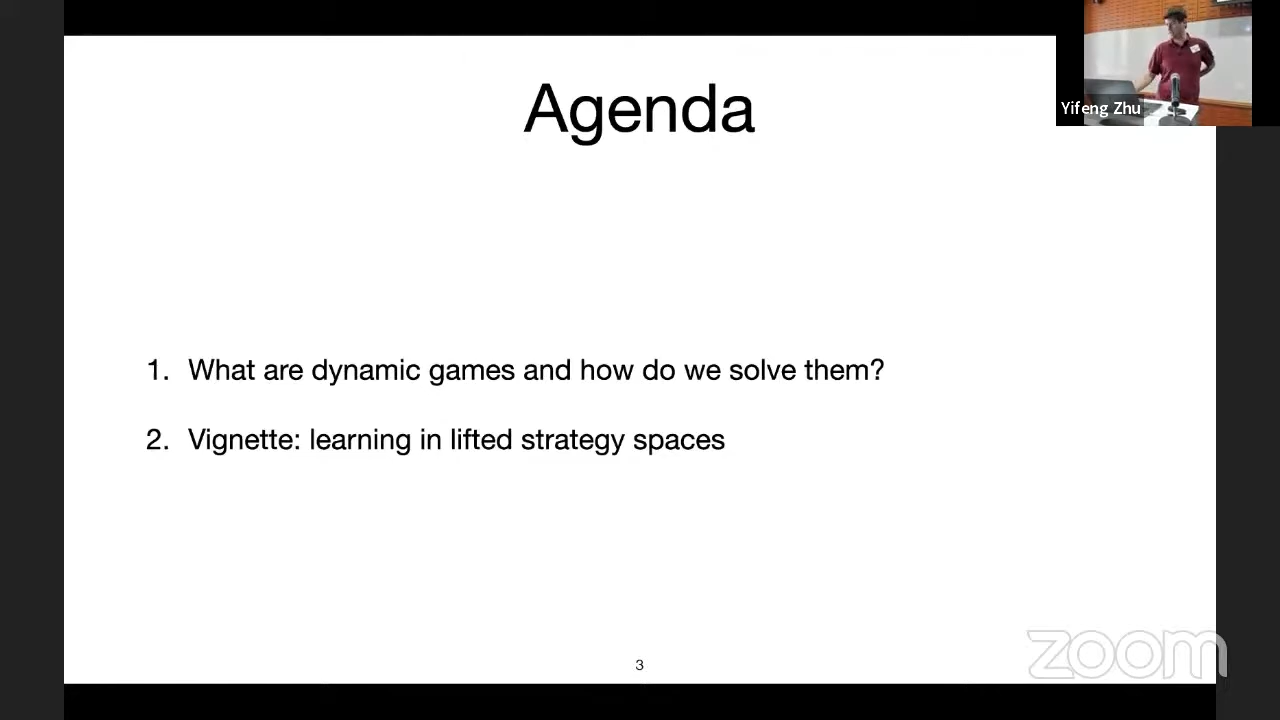 Agenda
Yifeng Zhu
1. What are dynamic games and how do we solve them?
2. Vignette: learning in lifted strategy spaces
3
zoom